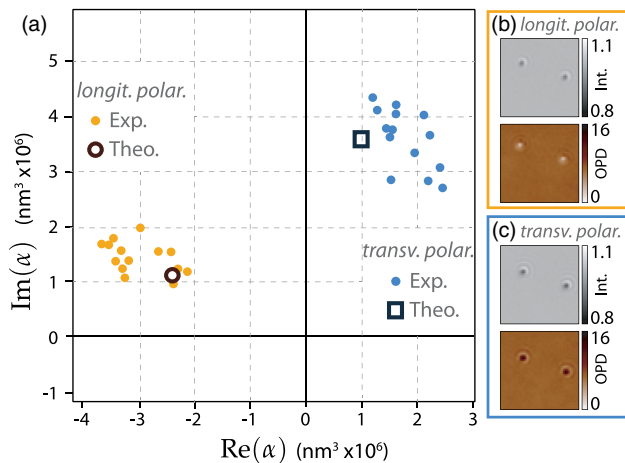 (a)
5
4
3
2
1
0
-1
Im(α) (nm³ x10⁶)
longit. polar.
Exp.
Theo.
transv. polar.
Exp.
Theo.
-4 -3 -2 -1 0 1 2 3
Re(α) (nm³ x10⁶)
(b) longit. polar.
1.1
Int.
0.8
16
OPD
0
(c) transv. polar.
1.1
Int.
0.8
16
OPD
0